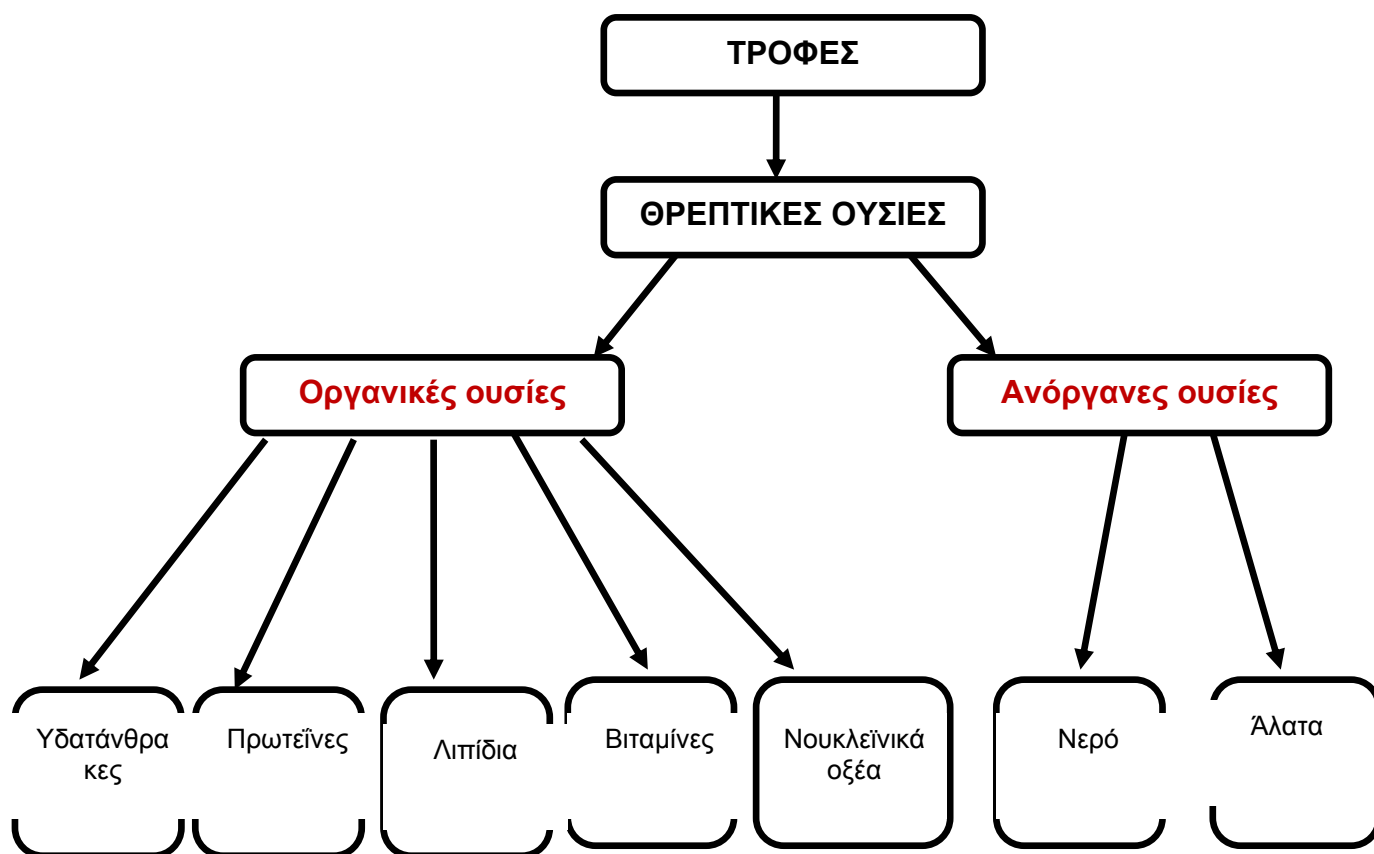 ΤΡΟΦΕΣ
ΘΡΕΠΤΙΚΕΣ ΟΥΣΙΕΣ
Οργανικές ουσίες
Ανόργανες ουσίες
Υδατάνθρα
κες
Πρωτεΐνες
Λιπίδια
Βιταμίνες
Νουκλεϊνικά
οξέα
Νερό
Άλατα